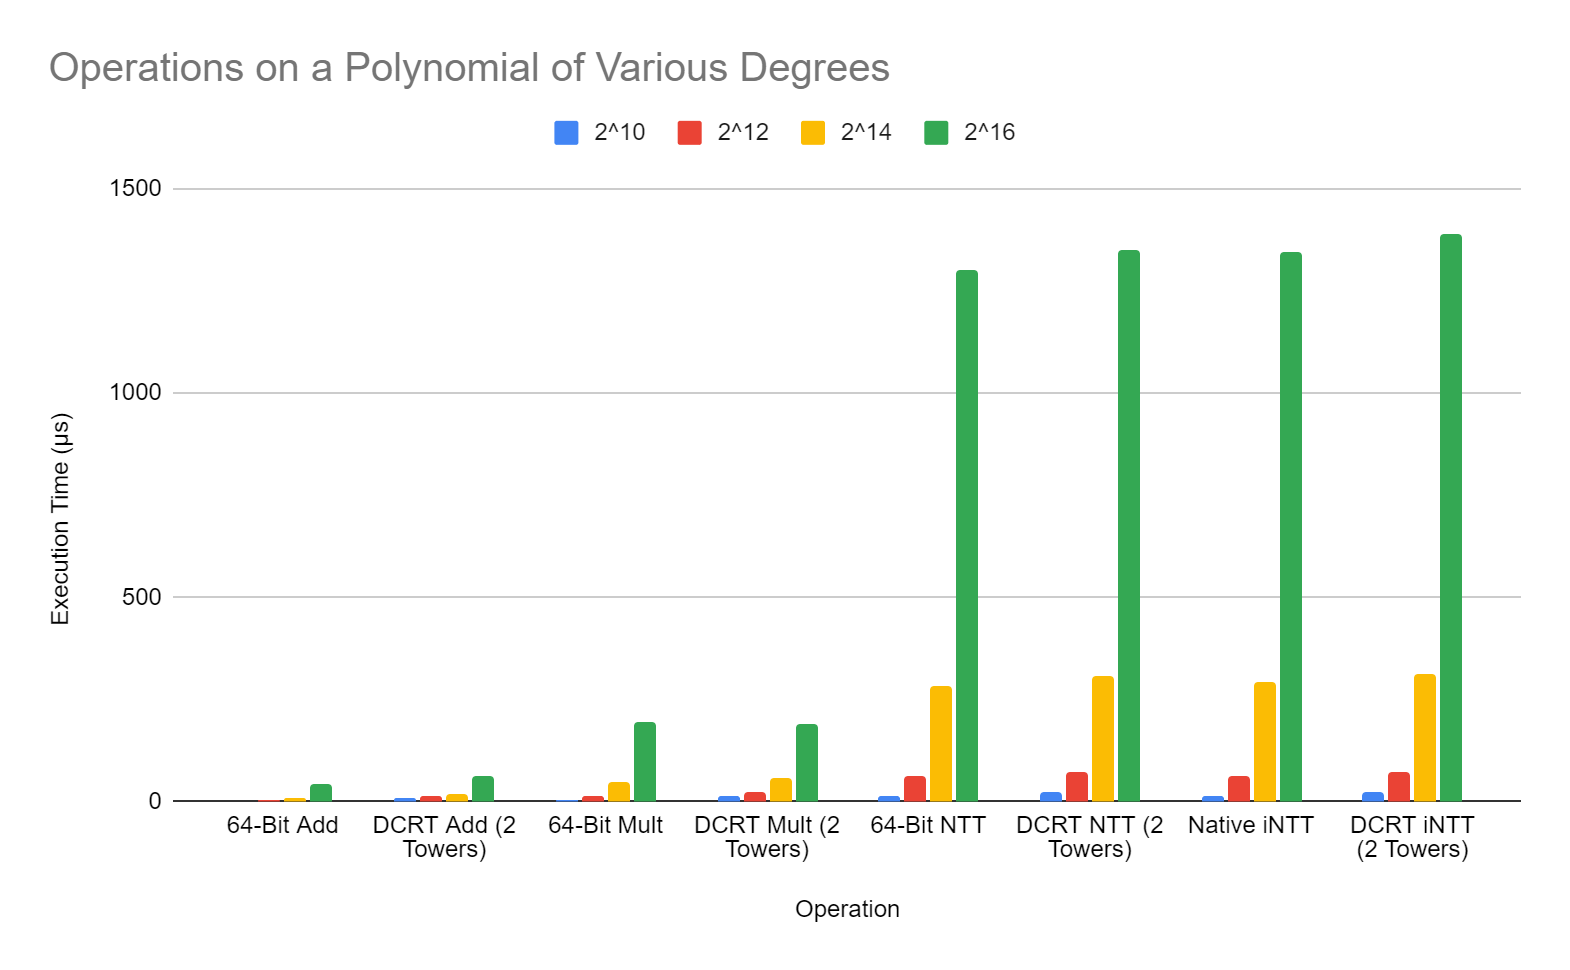 Operations on a Polynomial of Various Degrees
2^10 2^12 2^14 2^16
1500
1000
500
0
Execution Time (µs)
64-Bit Add DCRT Add (2 64-Bit Mult DCRT Mult (2 64-Bit NTT DCRT NTT (2 Native iNTT DCRT iNTT
Towers) Towers) Towers) (2 Towers)
Operation